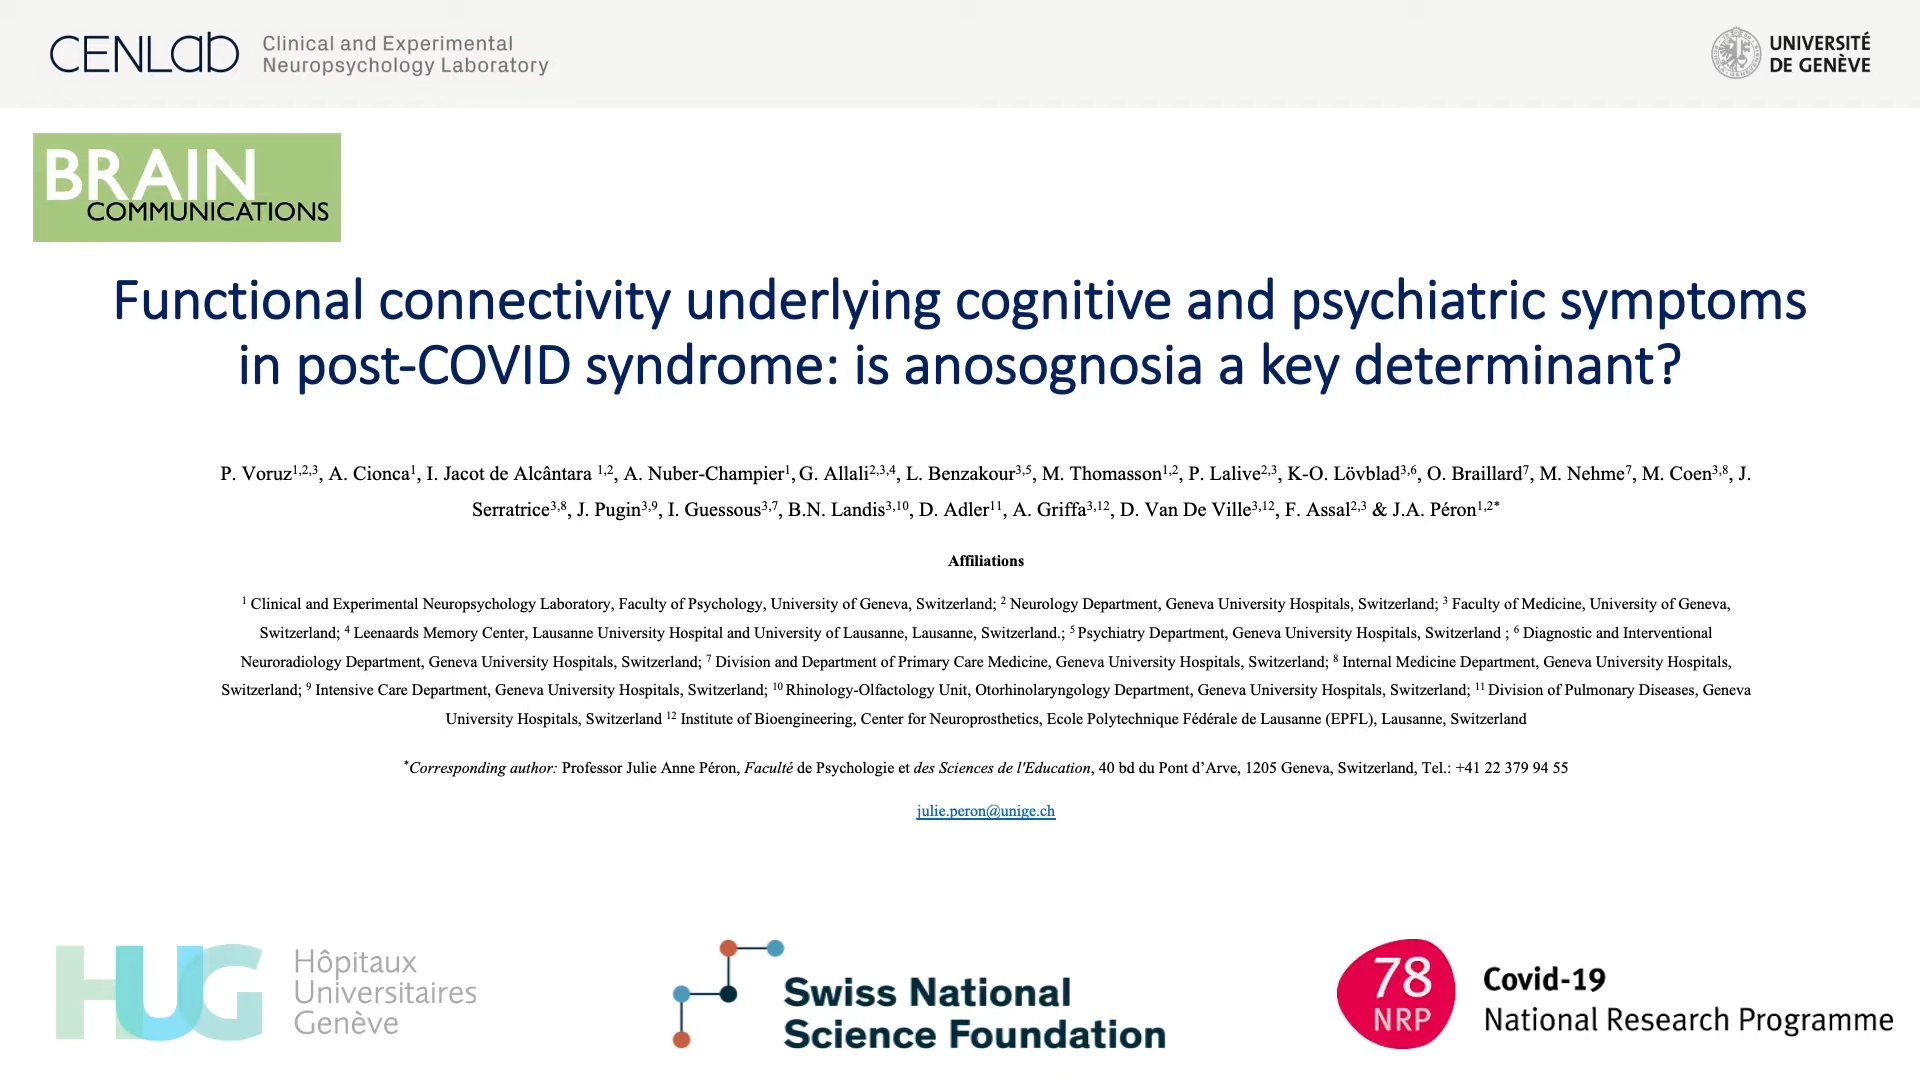 CENLab
Clinical and Experimental
Neuropsychology Laboratory
UNIVERSITÉ
DE GENÈVE
BRAIN
COMMUNICATIONS
Functional connectivity underlying cognitive and psychiatric symptoms
in post-COVID syndrome: is anosognosia a key determinant?
P. Voruz1,2,3, A. Cionca1, I. Jacot de Alcântara 1,2, A. Nuber-Champier1, G. Allali2,3,4, L. Benzakour3,5, M. Thomasson1,2, P. Lalive2,3, K-O. Lövblad3,6, O. Braillard7, M. Nehme7, M. Coen3,8, J.
Serratrice3,8, J. Pugin3,9, I. Guessous3,7, B.N. Landis3,10, D. Adler11, A. Griffa3,12, D. Van De Ville3,12, F. Assal2,3 & J.A. Péron1,2*
Affiliations
1 Clinical and Experimental Neuropsychology Laboratory, Faculty of Psychology, University of Geneva, Switzerland; 2 Neurology Department, Geneva University Hospitals, Switzerland; 3 Faculty of Medicine, University of Geneva,
Switzerland; 4 Leenaards Memory Center, Lausanne University Hospital and University of Lausanne, Lausanne, Switzerland.; 5 Psychiatry Department, Geneva University Hospitals, Switzerland ; 6 Diagnostic and Interventional
Neuroradiology Department, Geneva University Hospitals, Switzerland; 7 Division and Department of Primary Care Medicine, Geneva University Hospitals, Switzerland; 8 Internal Medicine Department, Geneva University Hospitals,
Switzerland; 9 Intensive Care Department, Geneva University Hospitals, Switzerland; 10 Rhinology-Olfactology Unit, Otorhinolaryngology Department, Geneva University Hospitals, Switzerland; 11 Division of Pulmonary Diseases, Geneva
University Hospitals, Switzerland 12 Institute of Bioengineering, Center for Neuroprosthetics, Ecole Polytechnique Fédérale de Lausanne (EPFL), Lausanne, Switzerland
*Corresponding author: Professor Julie Anne Péron, Faculté de Psychologie et des Sciences de l'Education, 40 bd du Pont d’Arve, 1205 Geneva, Switzerland, Tel.: +41 22 379 94 55
julie.peron@unige.ch
HUG
Hôpitaux
Universitaires
Genève
Swiss National
Science Foundation
78
NRP
Covid-19
National Research Programme